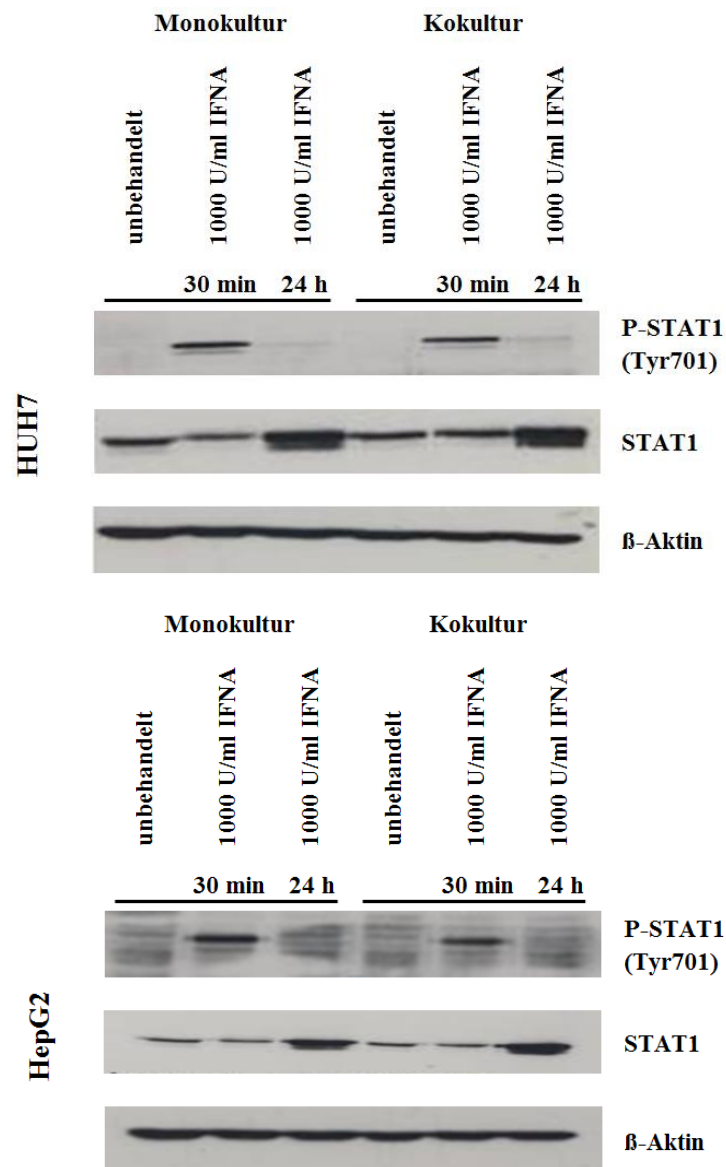 Monokultur Kokultur
unbehandelt
1000 U/ml IFNA
1000 U/ml IFNA
unbehandelt
1000 U/ml IFNA
1000 U/ml IFNA
30 min 24 h 30 min 24 h
P-STAT1
(Tyr701)
HUH7
STAT1
ß-Aktin
Monokultur Kokultur
unbehandelt
1000 U/ml IFNA
1000 U/ml IFNA
unbehandelt
1000 U/ml IFNA
1000 U/ml IFNA
30 min 24 h 30 min 24 h
P-STAT1
(Tyr701)
HepG2
STAT1
ß-Aktin